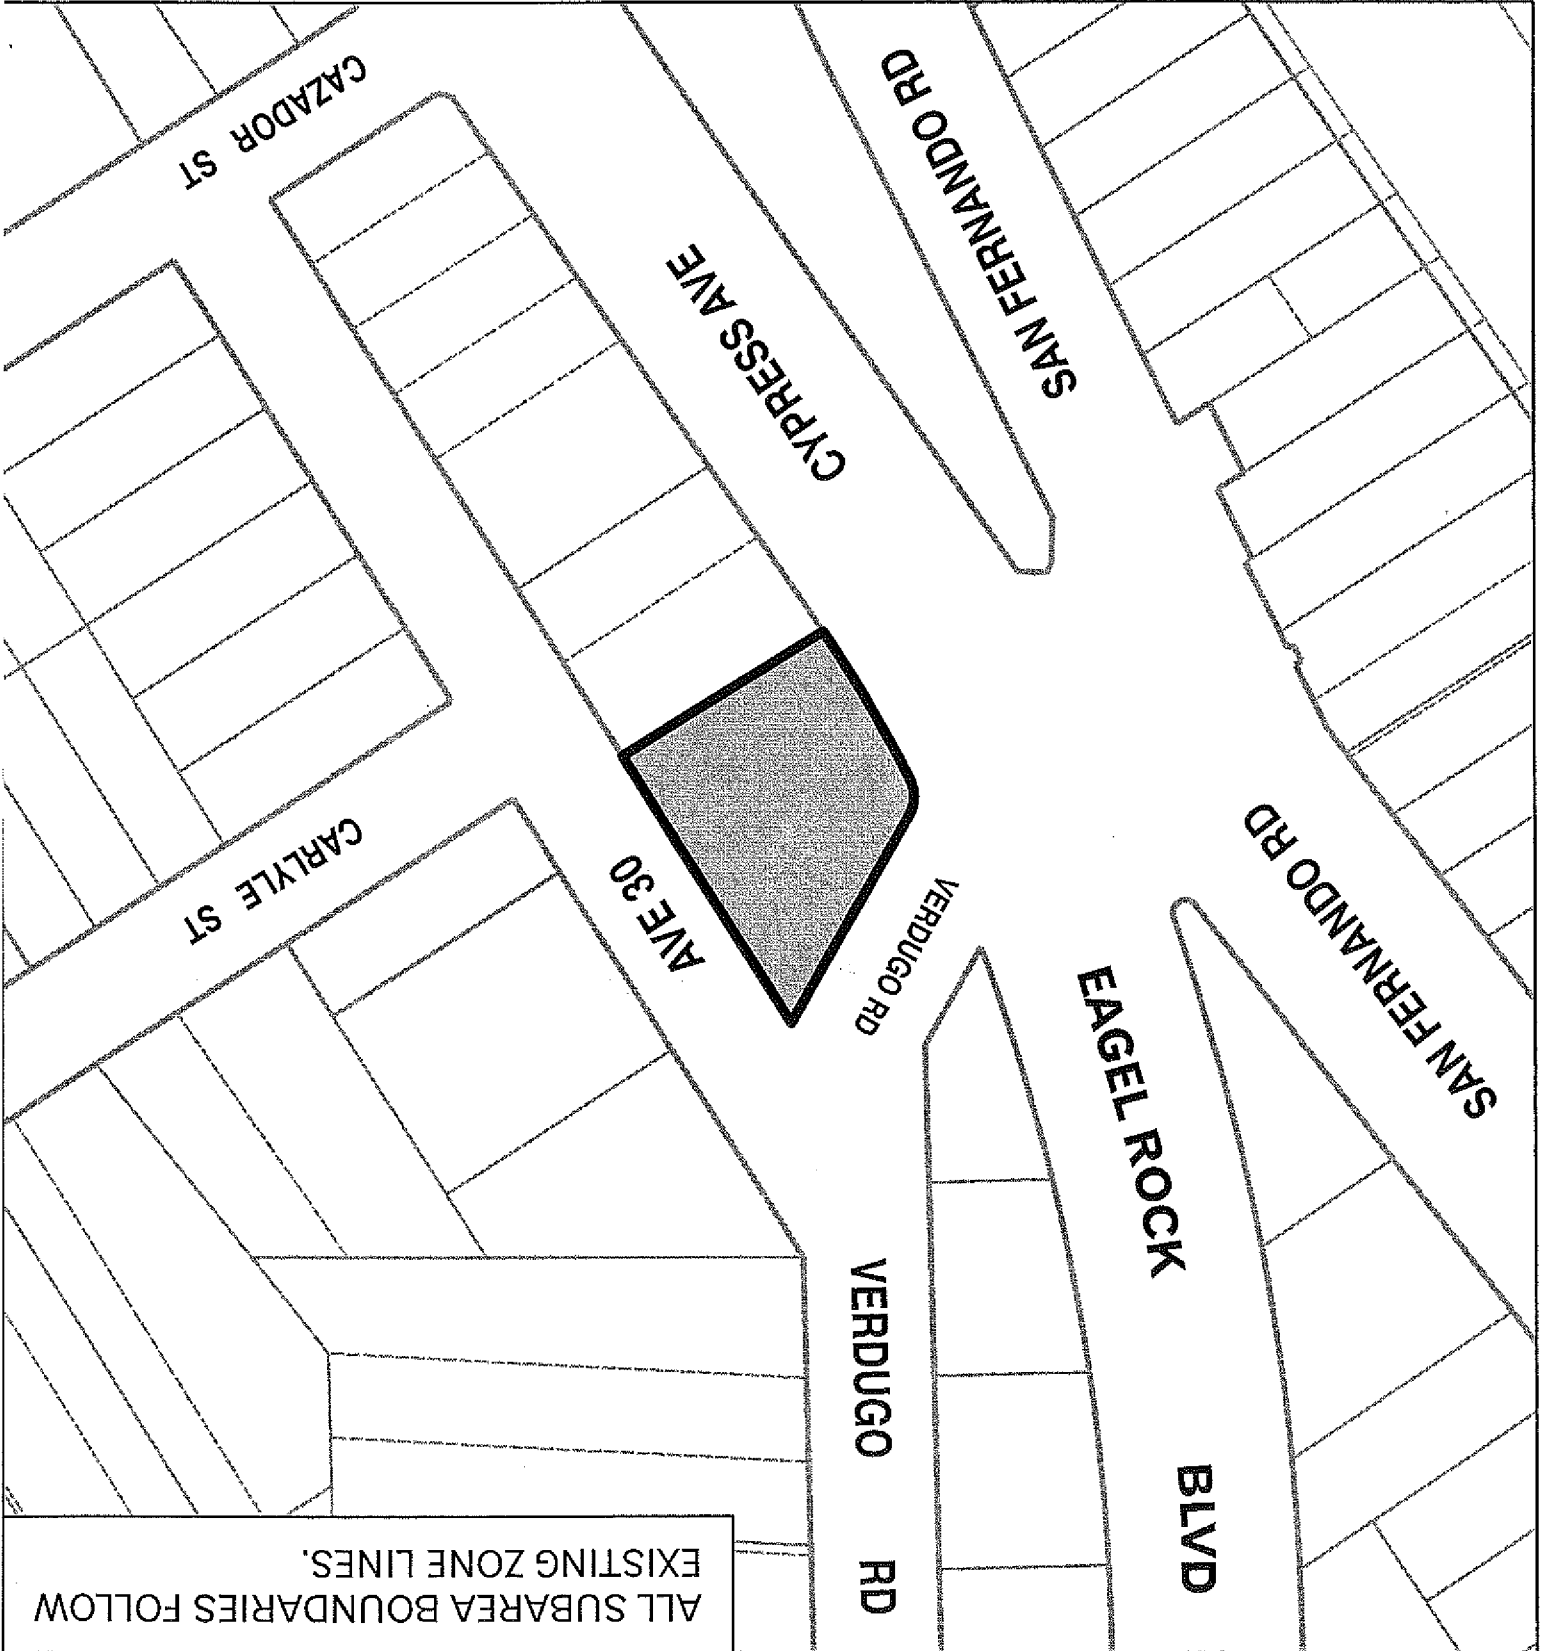 ALL SUBAREA BOUNDARIES FOLLOW
EXISTING ZONE LINES.
BLVD
RD
VERDUGO
EAGEL ROCK
SAN FERNANDO RD
VERDUGO RD
AVE 30
CARLYLE ST
CYPRESS AVE
SAN FERNANDO RD
CAZADOR ST